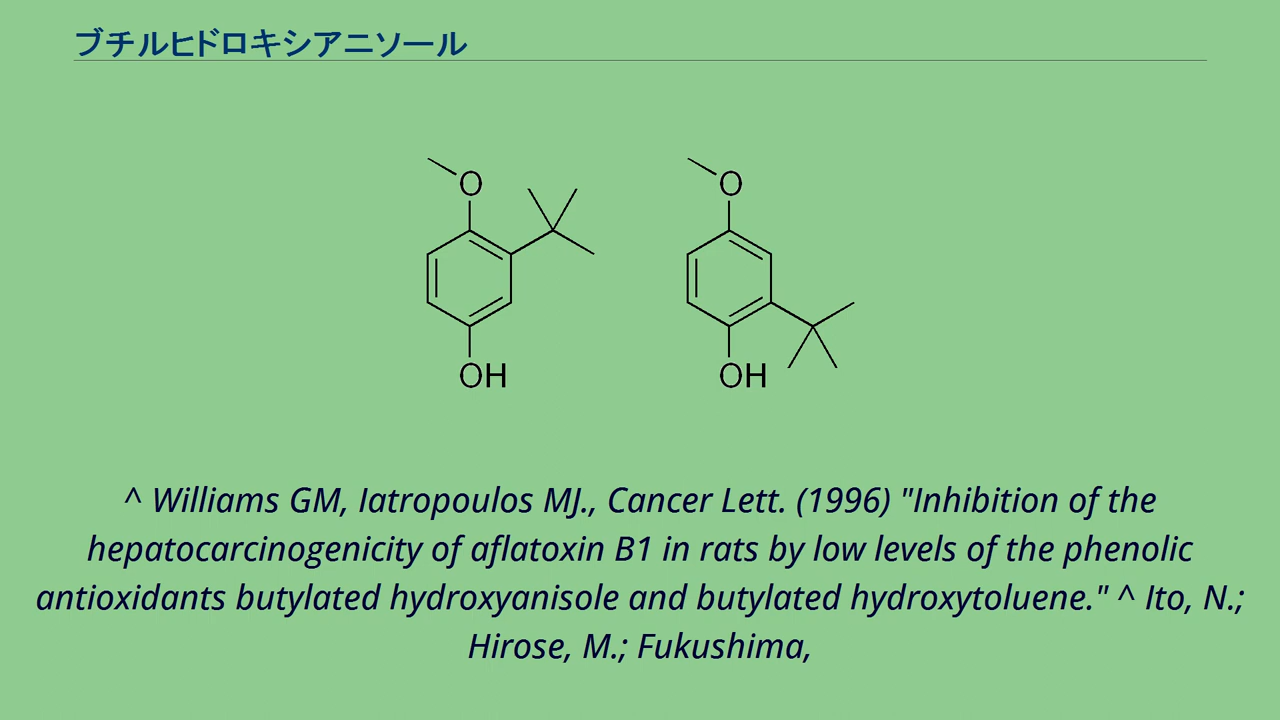 ブチルヒドロキシアニソール
O
O
OH
OH
^ Williams GM, Iatropoulos MJ., Cancer Lett. (1996) "Inhibition of the
hepatocarcinogenicity of aflatoxin B1 in rats by low levels of the phenolic
antioxidants butylated hydroxyanisole and butylated hydroxytoluene." ^ Ito, N.;
Hirose, M.; Fukushima,